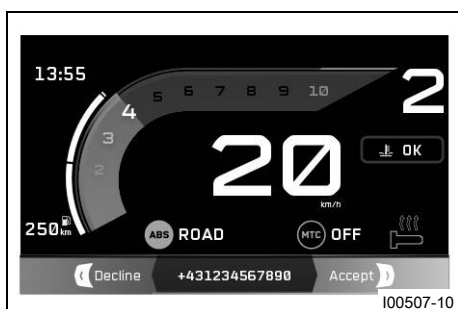 13:55
2 3 4 5 6 7 8 9 10
2
20
km/h
OK
250 km
ABS ROAD
MTC OFF
Decline +431234567890 Accept
I00507-10